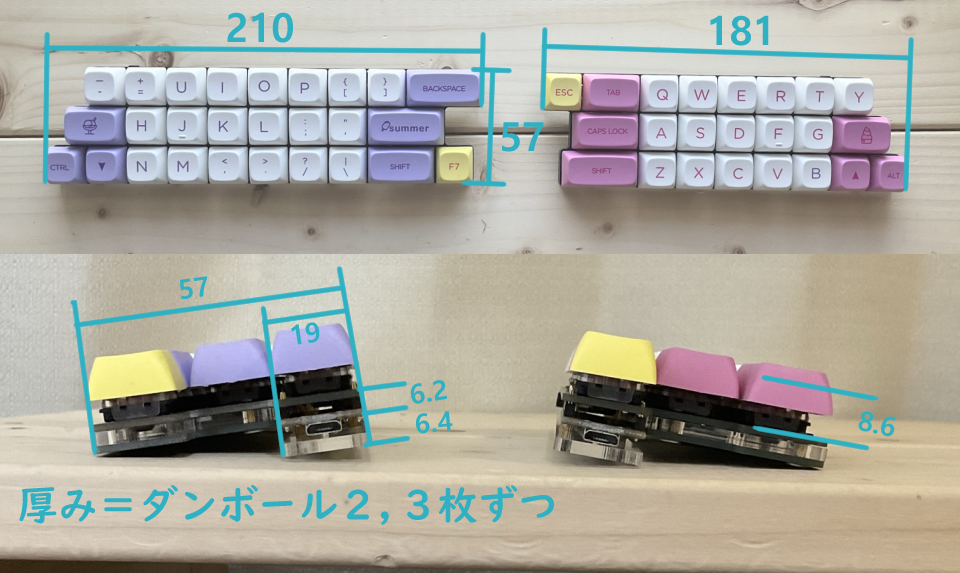 210
181
- - + = U I O P { [ } ] BACKSPACE
ESC TAB Q W E R T Y
H J K L : ; " ' summer
CAPS LOCK A S D F G
57
CTRL ▼ N M < , > . ? / | \ SHIFT F7
SHIFT Z X C V B ▲ ALT
57
19
6.2
6.4
8.6
厚み＝ダンボール２,３枚ずつ